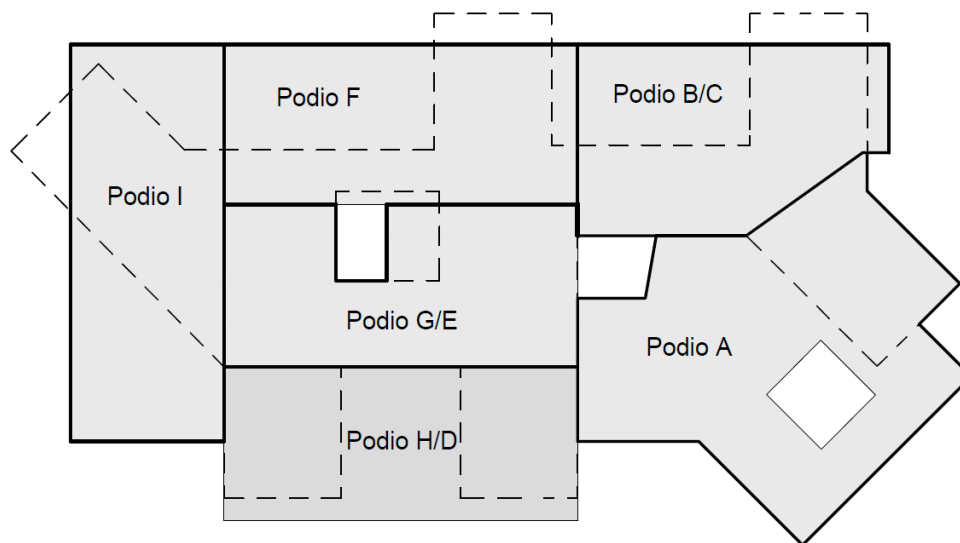 Podio F
Podio B/C
Podio I
Podio G/E
Podio A
Podio H/D